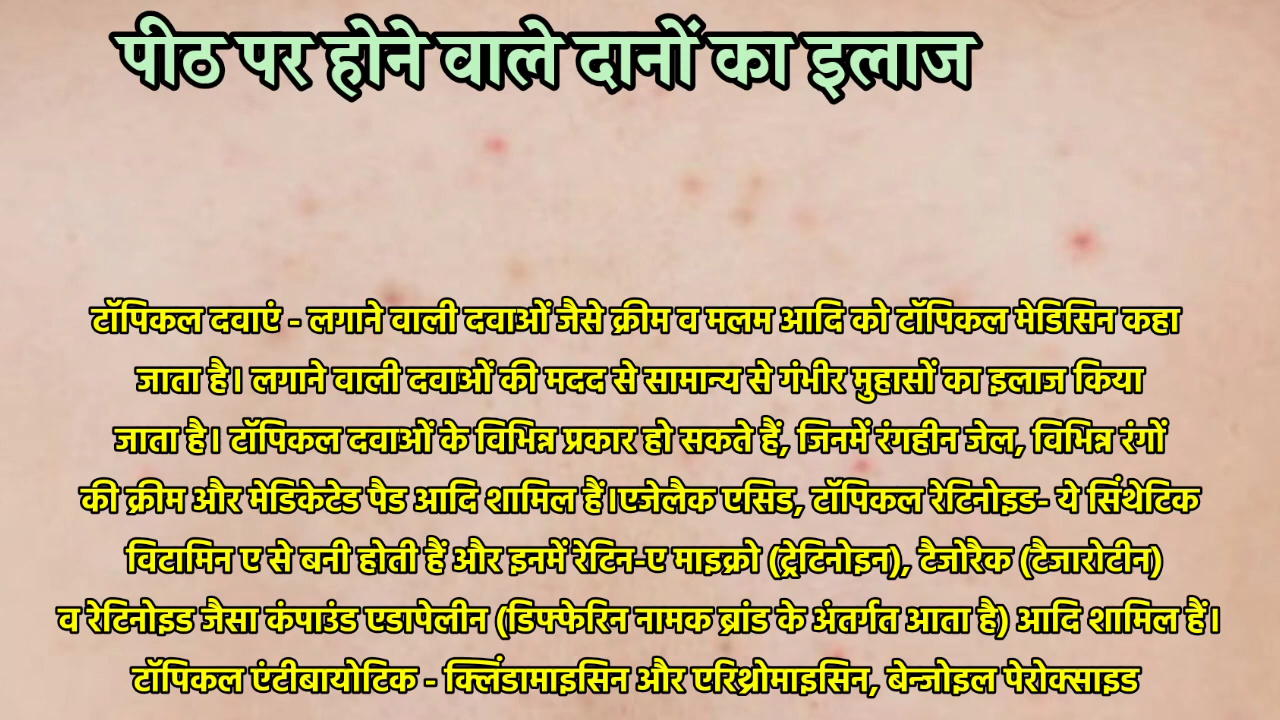 पीठ पर होने वाले दानों का इलाज
टॉपिकल दवाएं - लगाने वाली दवाओं जैसे क्रीम व मलम आदि को टॉपिकल मेडिसिन कहा
जाता है। लगाने वाली दवाओं की मदद से सामान्य से गंभीर मुहासों का इलाज किया
जाता है। टॉपिकल दवाओं के विभिन्न प्रकार हो सकते हैं, जिनमें रंगहीन जेल, विभिन्न रंगों
की क्रीम और मेडिकेटेड पैड आदि शामिल हैं।एजेलैक एसिड, टॉपिकल रेटिनोइड- ये सिंथेटिक
विटामिन ए से बनी होती हैं और इनमें रेटिन-ए माइक्रो (ट्रेटिनोइन), टैजोरैक (टैजारोटीन)
व रेटिनोइड जैसा कंपाउंड एडापेलीन (डिफ्फेरिन नामक ब्रांड के अंतर्गत आता है) आदि शामिल हैं।
टॉपिकल एंटीबायोटिक - क्लिंडामाइसिन और एरिथ्रोमाइसिन, बेन्जोइल पेरोक्साइड